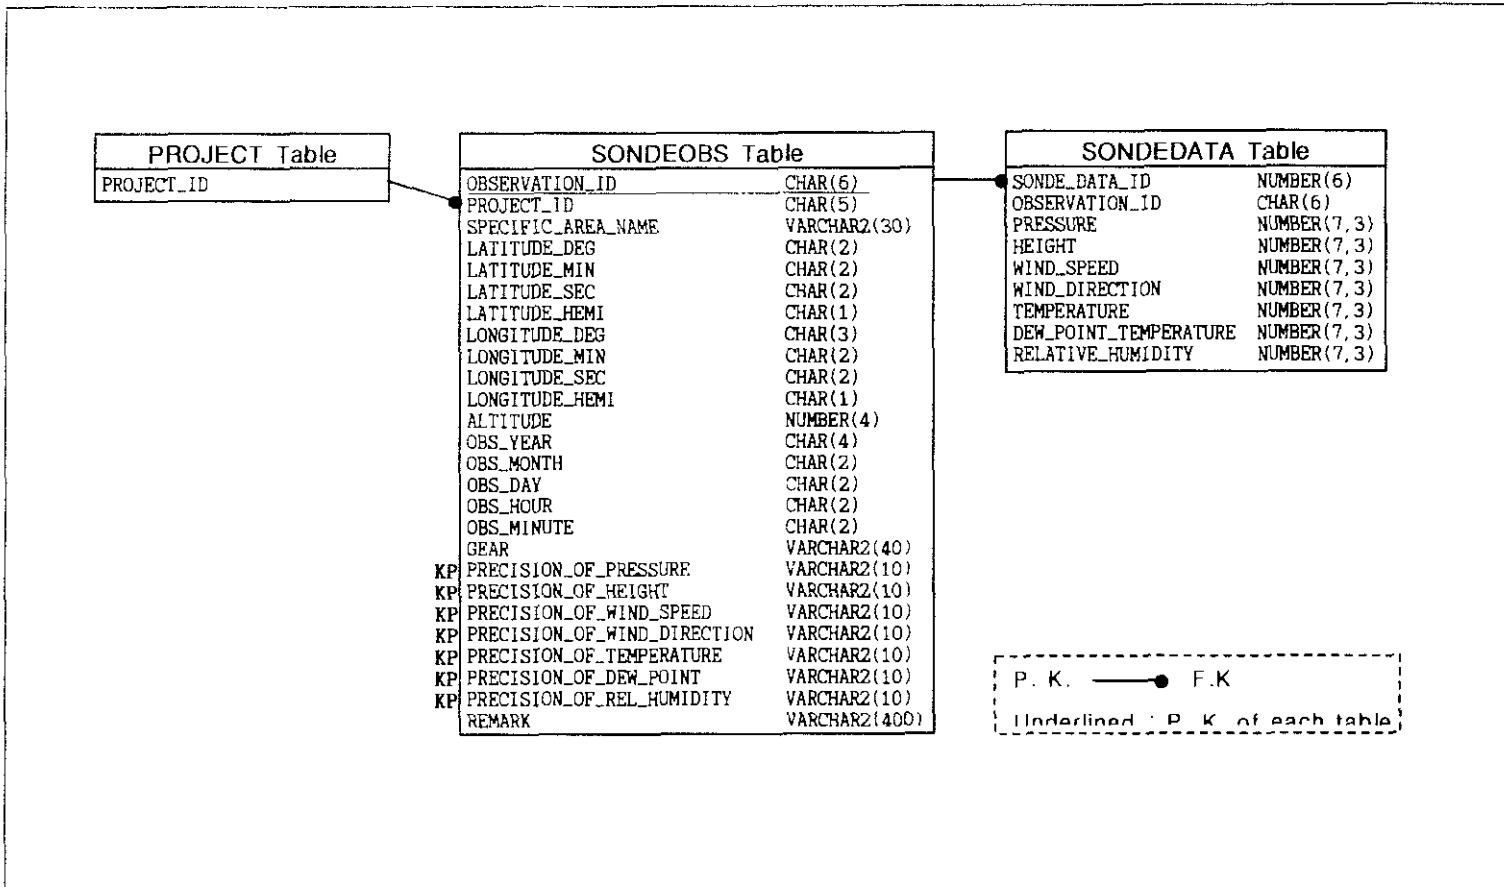 PROJECT Table
PROJECT_ID
SONDEOBS Table
OBSERVATION_ID CHAR(6)
PROJECT_ID CHAR(5)
SPECIFIC_AREA_NAME VARCHAR2(30)
LATITUDE_DEG CHAR(2)
LATITUDE_MIN CHAR(2)
LATITUDE_SEC CHAR(2)
LATITUDE_HEMI CHAR(1)
LONGITUDE_DEG CHAR(3)
LONGITUDE_MIN CHAR(2)
LONGITUDE_SEC CHAR(2)
LONGITUDE_HEMI CHAR(1)
ALTITUDE NUMBER(4)
OBS_YEAR CHAR(4)
OBS_MONTH CHAR(2)
OBS_DAY CHAR(2)
OBS_HOUR CHAR(2)
OBS_MINUTE CHAR(2)
GEAR VARCHAR2(40)
KP PRECISION_OF_PRESSURE VARCHAR2(10)
KP PRECISION_OF_HEIGHT VARCHAR2(10)
KP PRECISION_OF_WIND_SPEED VARCHAR2(10)
KP PRECISION_OF_WIND_DIRECTION VARCHAR2(10)
KP PRECISION_OF_TEMPERATURE VARCHAR2(10)
KP PRECISION_OF_DEW_POINT VARCHAR2(10)
KP PRECISION_OF_REL_HUMIDITY VARCHAR2(10)
REMARK VARCHAR2(400)
SONDEDATA Table
SONDE_DATA_ID NUMBER(6)
OBSERVATION_ID CHAR(6)
PRESSURE NUMBER(7,3)
HEIGHT NUMBER(7,3)
WIND_SPEED NUMBER(7,3)
WIND_DIRECTION NUMBER(7,3)
TEMPERATURE NUMBER(7,3)
DEW_POINT_TEMPERATURE NUMBER(7,3)
RELATIVE_HUMIDITY NUMBER(7,3)
P. K. F.K
Underlined : P. K. of each table